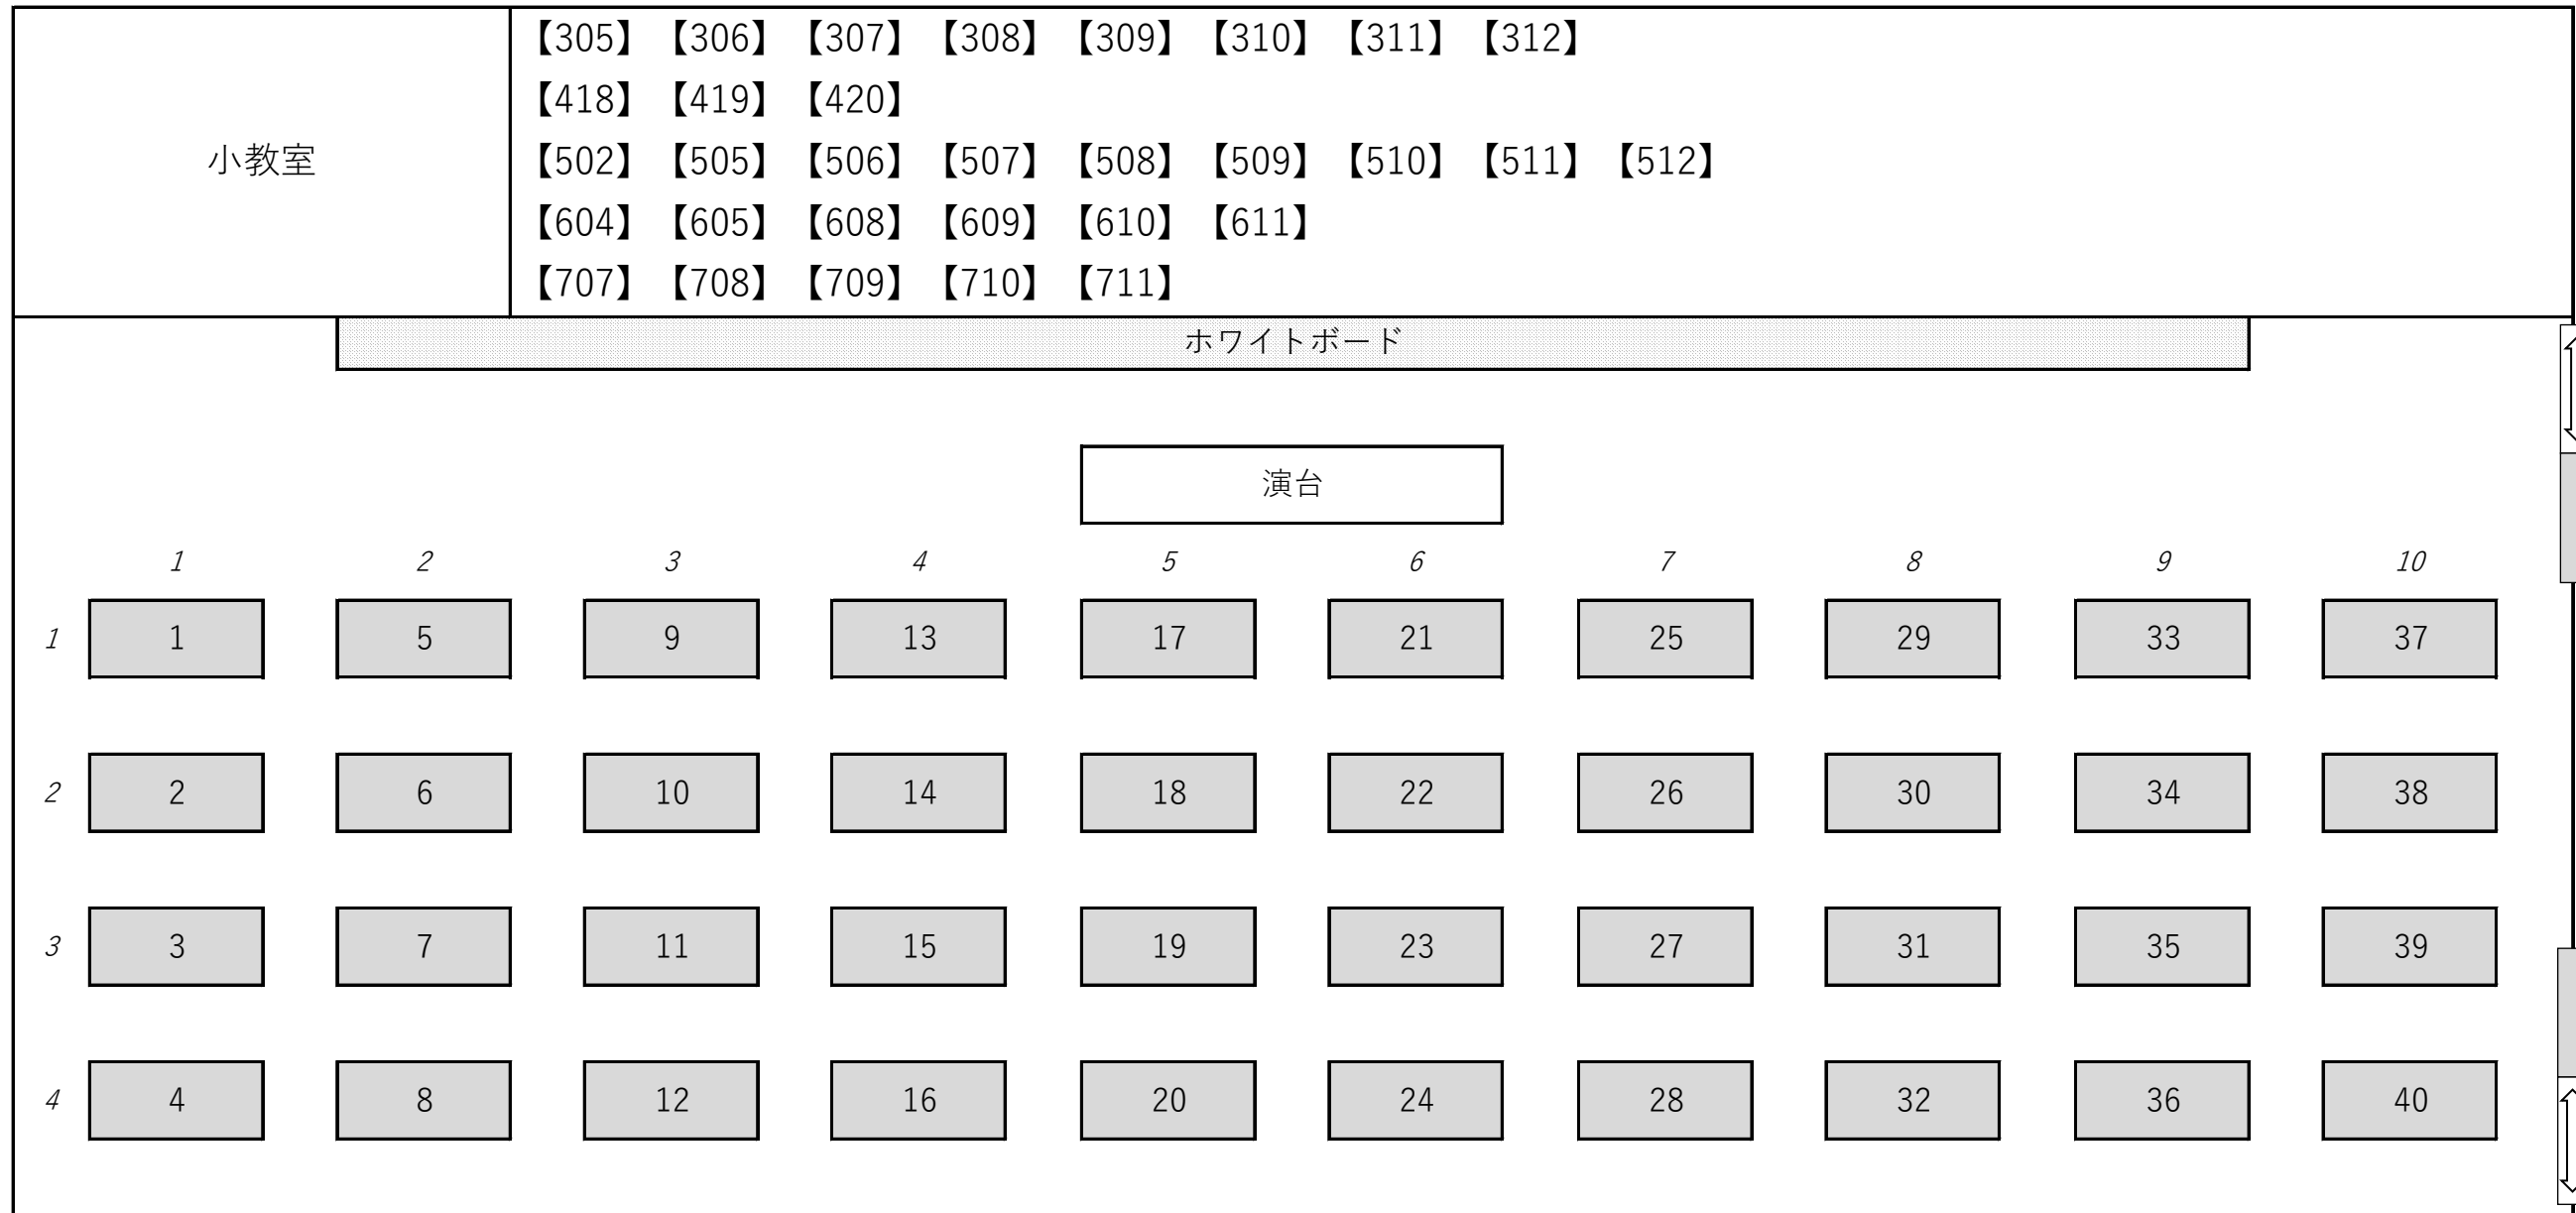 【305】 【306】 【307】 【308】 【309】 【310】 【311】 【312】
【418】 【419】 【420】
小教室
【502】 【505】 【506】 【507】 【508】 【509】 【510】 【511】 【512】
【604】 【605】 【608】 【609】 【610】 【611】
【707】 【708】 【709】 【710】 【711】
ホワイトボード
演台
1 2 3 4 5 6 7 8 9 10
1 1 5 9 13 17 21 25 29 33 37
2 2 6 10 14 18 22 26 30 34 38
3 3 7 11 15 19 23 27 31 35 39
4 4 8 12 16 20 24 28 32 36 40